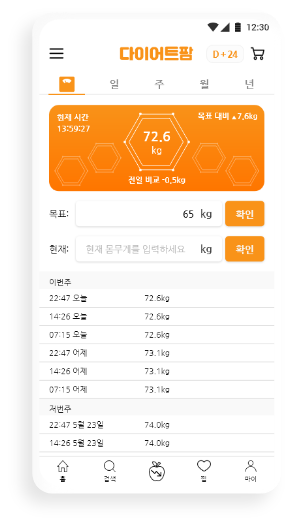 12:30
다이어트팜
D+24
일 주 월 년
현재 시간
13:59:27
목표 대비 ▲7,6kg
72.6
kg
전일 비교 -0,5kg
목표: 65 kg 확인
현재: 현재 몸무게를 입력하세요 kg 확인
이번주
22:47 오늘 72.6kg
14:26 오늘 72.6kg
07:15 오늘 72.6kg
22:47 어제 73.1kg
14:26 어제 73.1kg
07:15 어제 73.1kg
저번주
22:47 5월 23일 74.0kg
14:26 5월 23일 74.0kg
홈 검색 찜 마이